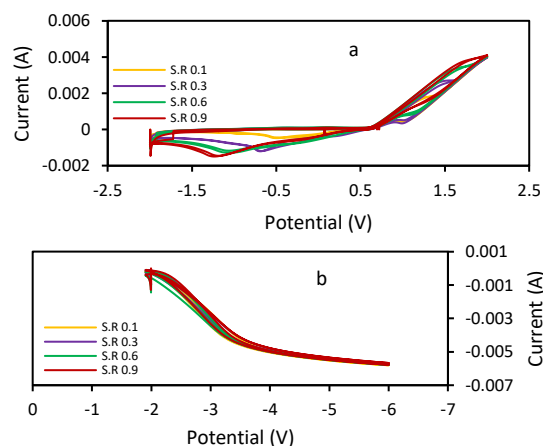 0.006
0.004
0.002
0
-0.002
Current (A)
a
S.R 0.1
S.R 0.3
S.R 0.6
S.R 0.9
-2.5 -1.5 -0.5 0.5 1.5 2.5
Potential (V)
b
0.001
-0.001
-0.003
-0.005
-0.007
Current (A)
S.R 0.1
S.R 0.3
S.R 0.6
S.R 0.9
0 -1 -2 -3 -4 -5 -6 -7
Potential (V)